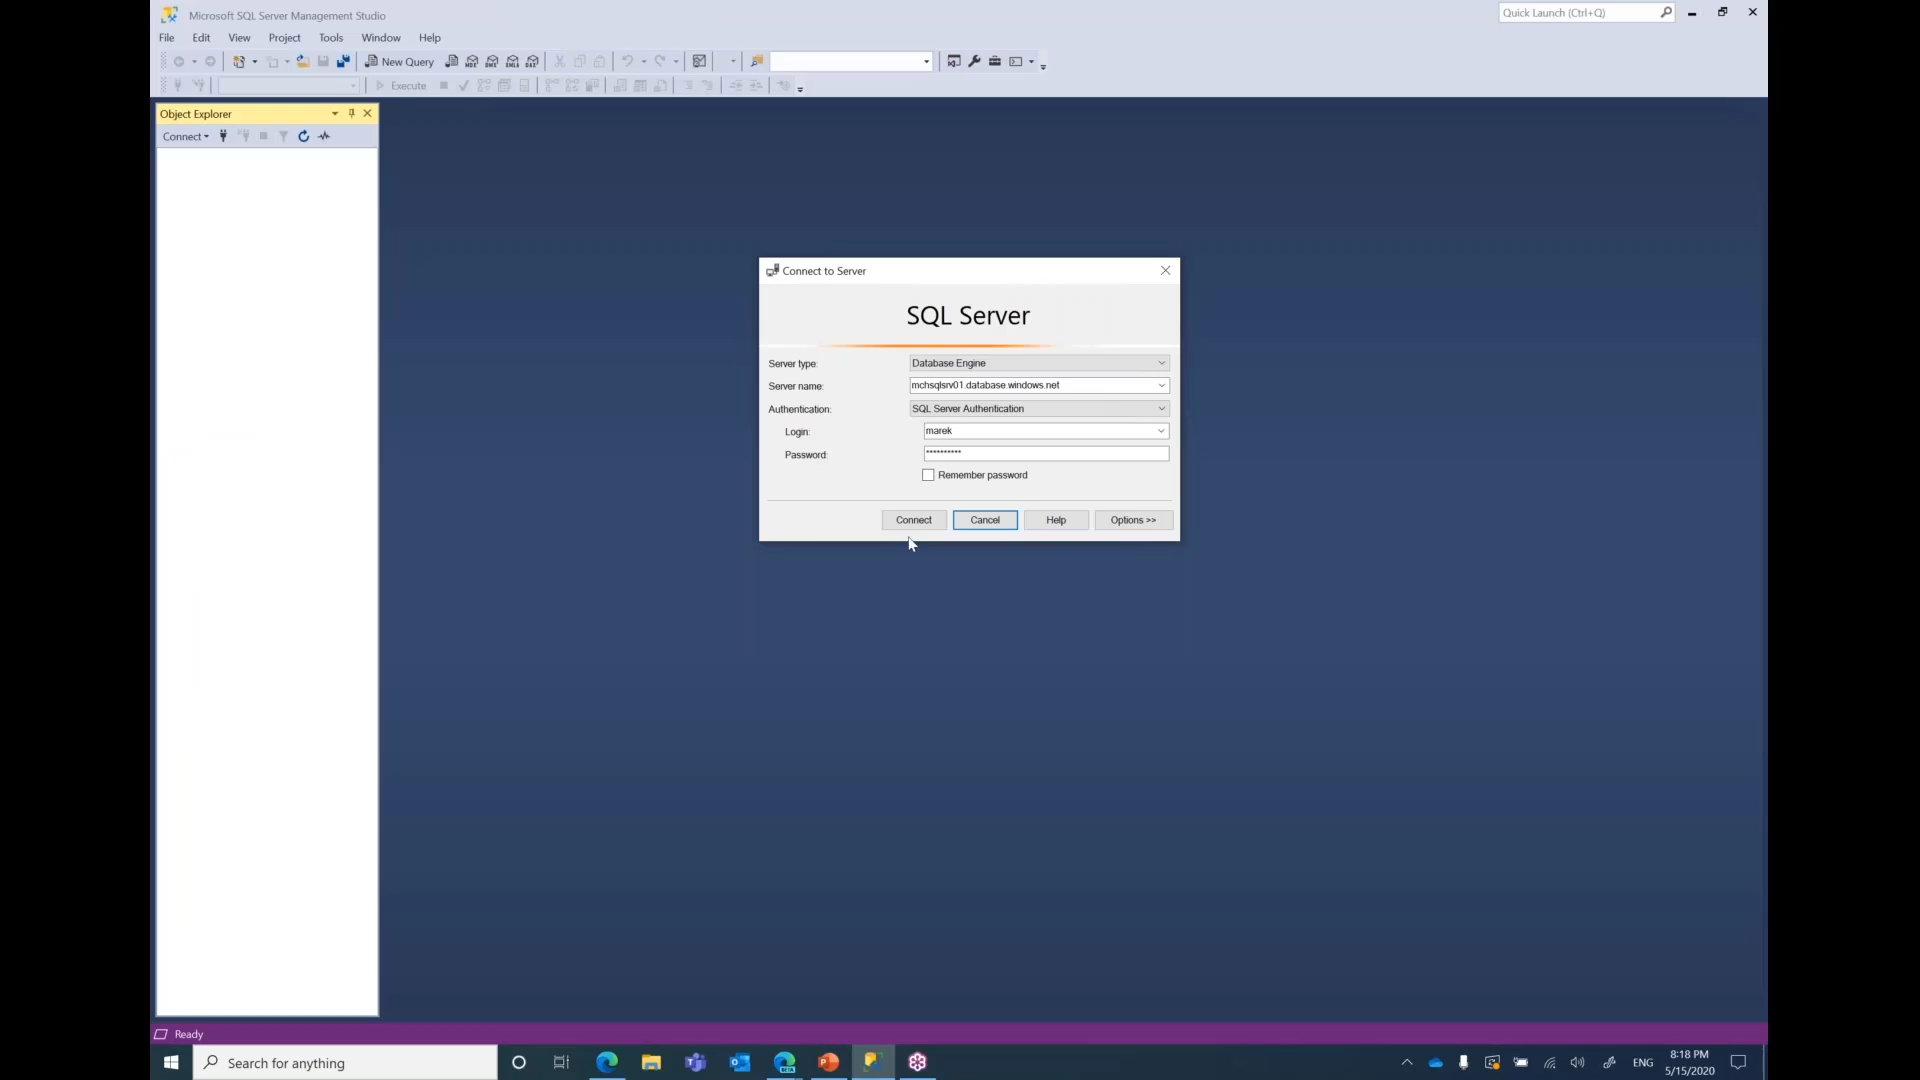 Microsoft SQL Server Management Studio
Quick Launch (Ctrl+Q)
File Edit View Project Tools Window Help
New Query
Execute
Object Explorer
Connect
Connect to Server
SQL Server
Server type: Database Engine
Server name: mchsqlsrv01.database.windows.net
Authentication: SQL Server Authentication
Login: marek
Password: **********
Remember password
Connect Cancel Help Options >>
Ready
Search for anything
ENG
8:18 PM
5/15/2020